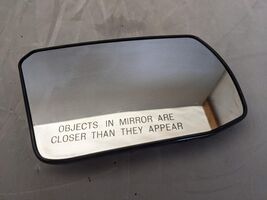 OBJECTS IN MIRROR ARE
CLOSER THAN THEY APPEAR